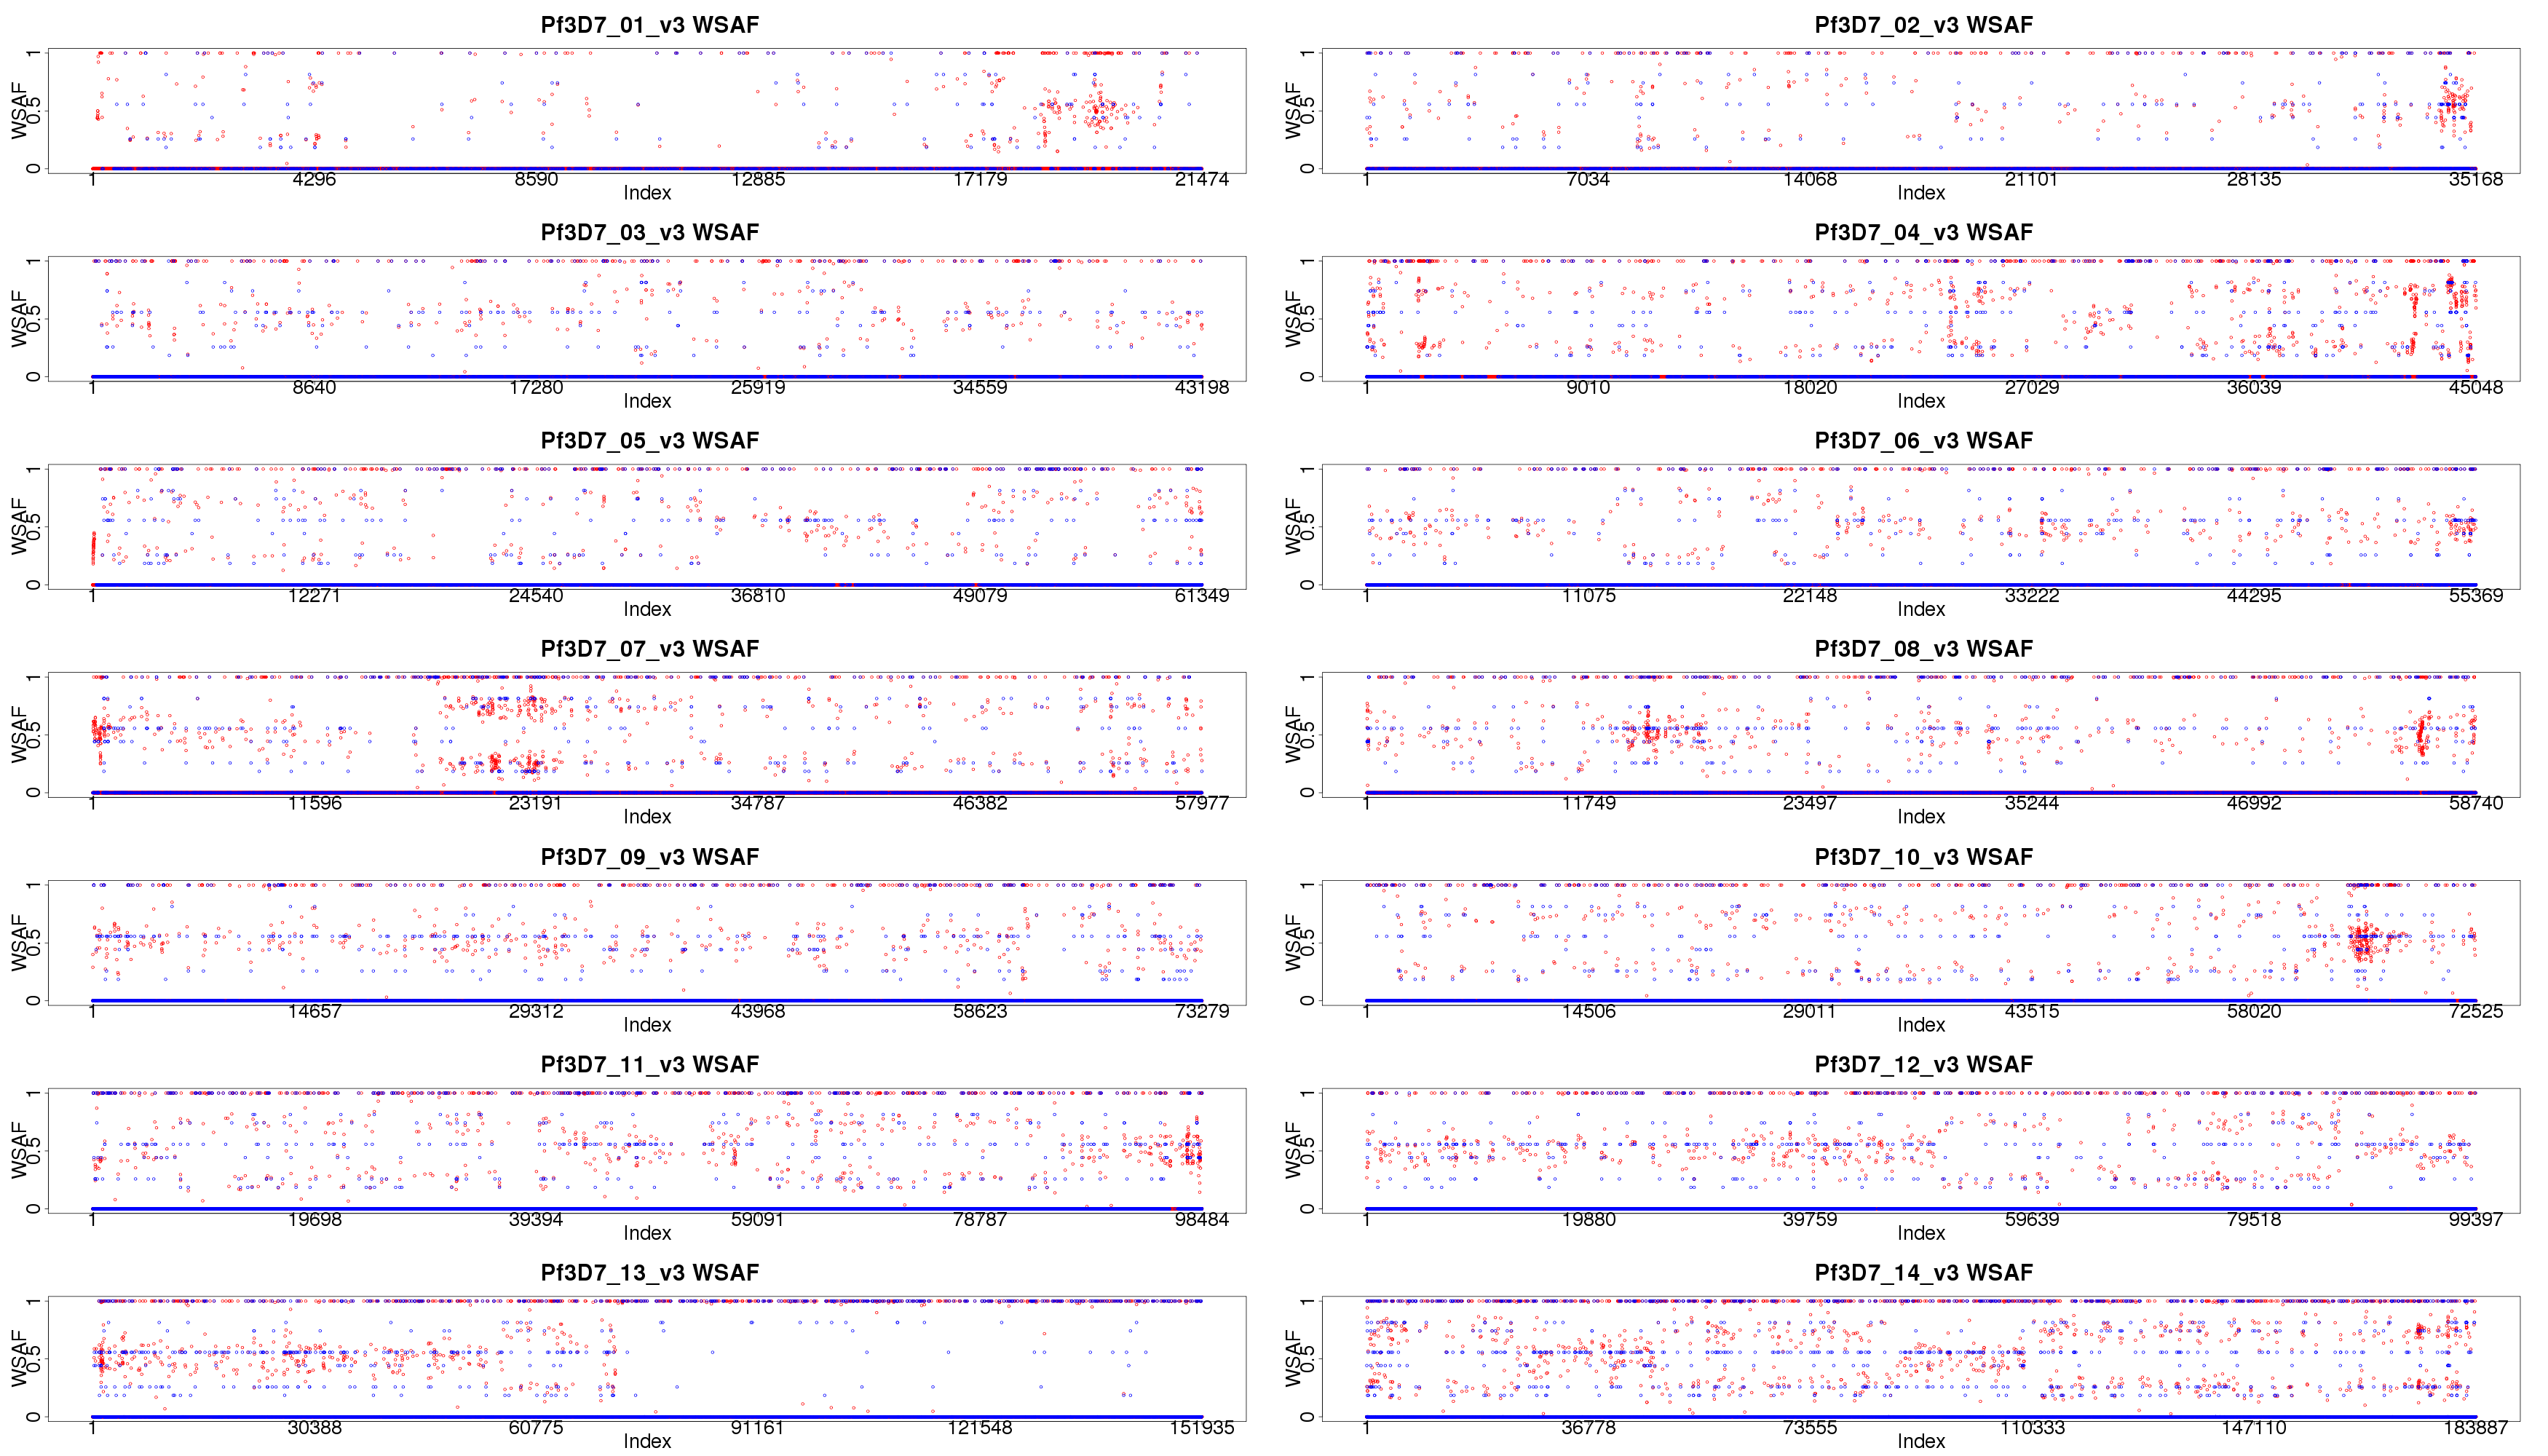 Pf3D7_01_v3 WSAF
WSAF
0 0.5 1
1 4296 8590 12885 17179 21474
Index
Pf3D7_02_v3 WSAF
WSAF
0 0.5 1
1 7034 14068 21101 28135 35168
Index
Pf3D7_03_v3 WSAF
WSAF
0 0.5 1
1 8640 17280 25919 34559 43198
Index
Pf3D7_04_v3 WSAF
WSAF
0 0.5 1
1 9010 18020 27029 36039 45048
Index
Pf3D7_05_v3 WSAF
WSAF
0 0.5 1
1 12271 24540 36810 49079 61349
Index
Pf3D7_06_v3 WSAF
WSAF
0 0.5 1
1 11075 22148 33222 44295 55369
Index
Pf3D7_07_v3 WSAF
WSAF
0 0.5 1
1 11596 23191 34787 46382 57977
Index
Pf3D7_08_v3 WSAF
WSAF
0 0.5 1
1 11749 23497 35244 46992 58740
Index
Pf3D7_09_v3 WSAF
WSAF
0 0.5 1
1 14657 29312 43968 58623 73279
Index
Pf3D7_10_v3 WSAF
WSAF
0 0.5 1
1 14506 29011 43515 58020 72525
Index
Pf3D7_11_v3 WSAF
WSAF
0 0.5 1
1 19698 39394 59091 78787 98484
Index
Pf3D7_12_v3 WSAF
WSAF
0 0.5 1
1 19880 39759 59639 79518 99397
Index
Pf3D7_13_v3 WSAF
WSAF
0 0.5 1
1 30388 60775 91161 121548 151935
Index
Pf3D7_14_v3 WSAF
WSAF
0 0.5 1
1 36778 73555 110333 147110 183887
Index